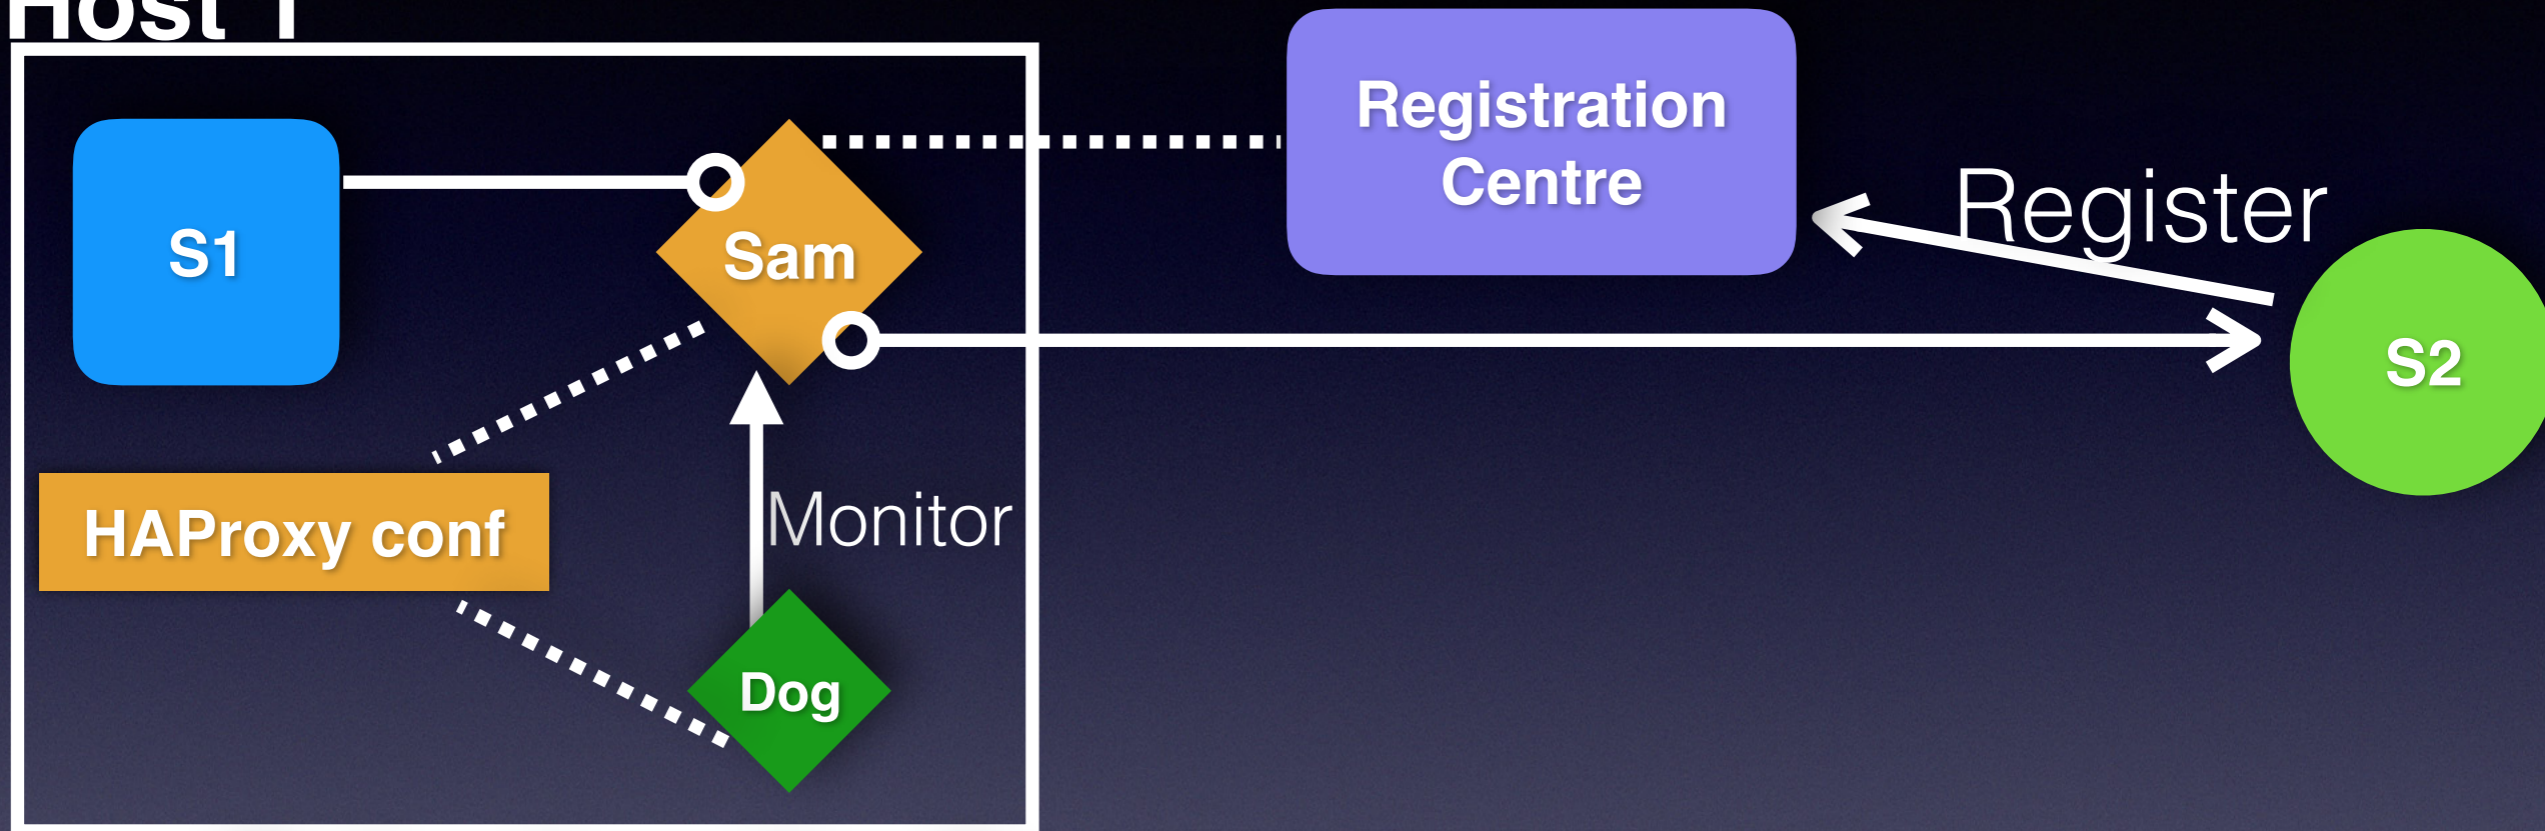 Host 1
Registration
Centre
Register
S1
Sam
S2
HAProxy conf
Monitor
Dog